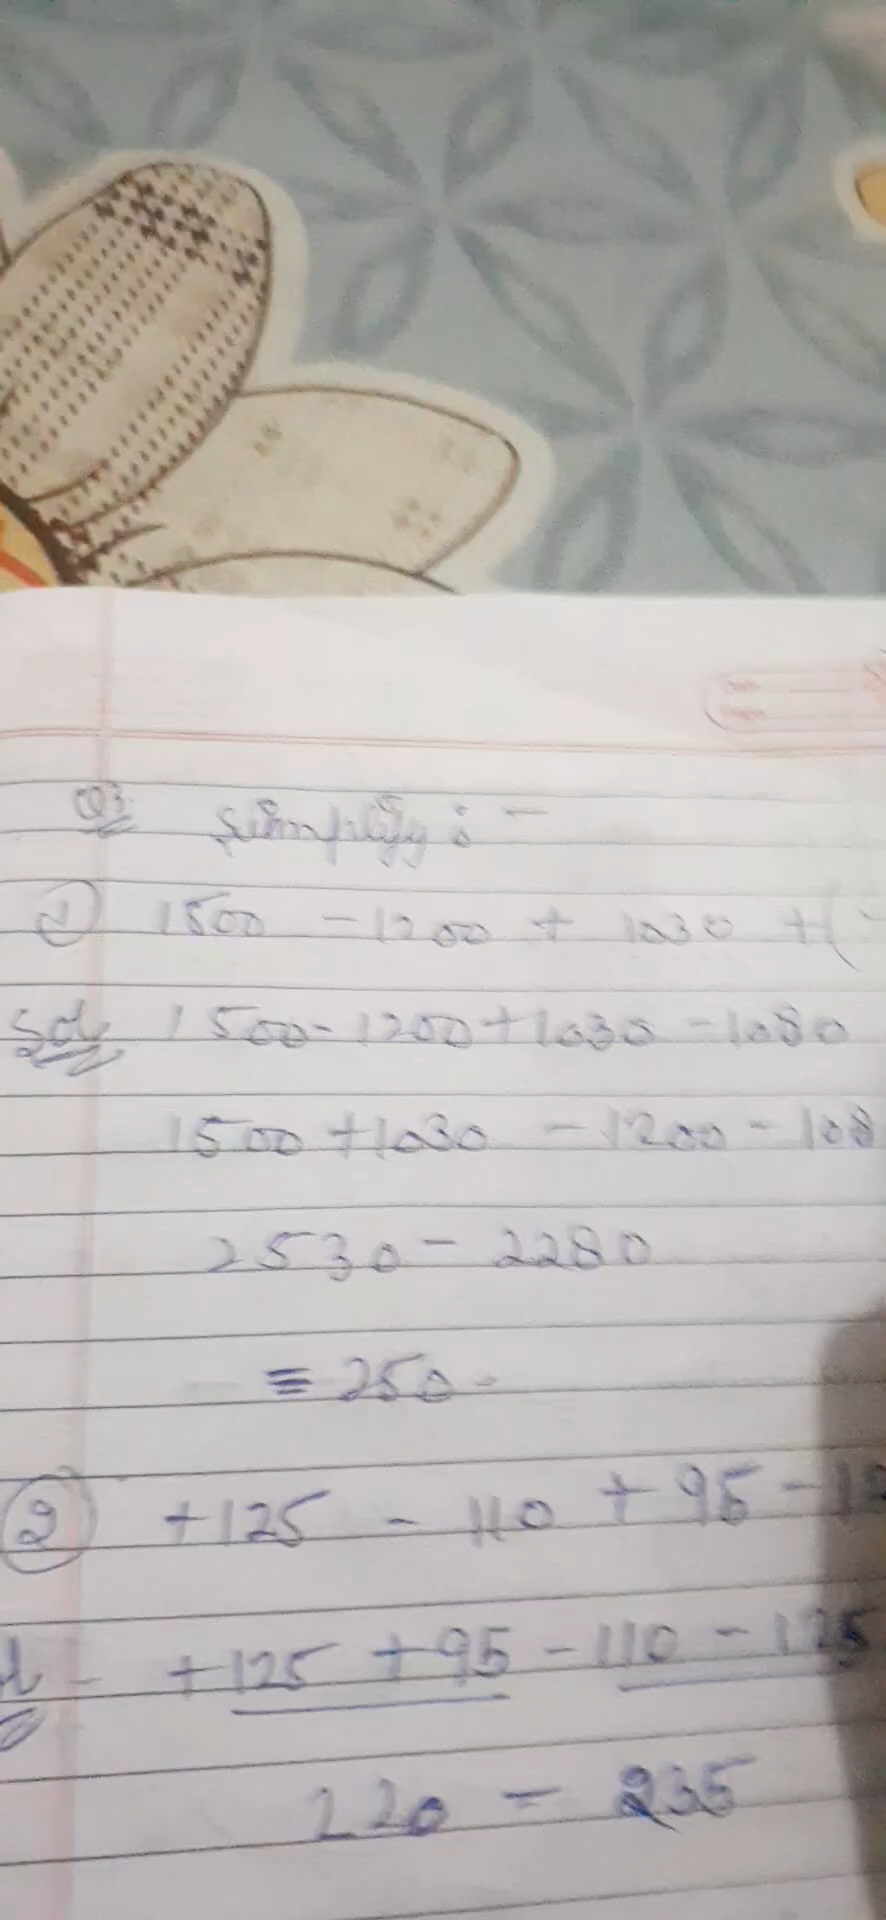 Q3 Simplify :-
① 1500 - 1200 + 1030 + (-
Sol 1500 - 1200 + 1030 - 1080
1500 + 1030 - 1200 - 108
2530 - 2280
= 250
② +125 - 110 + 95 - 12
+125 + 95 - 110 - 125
220 - 235